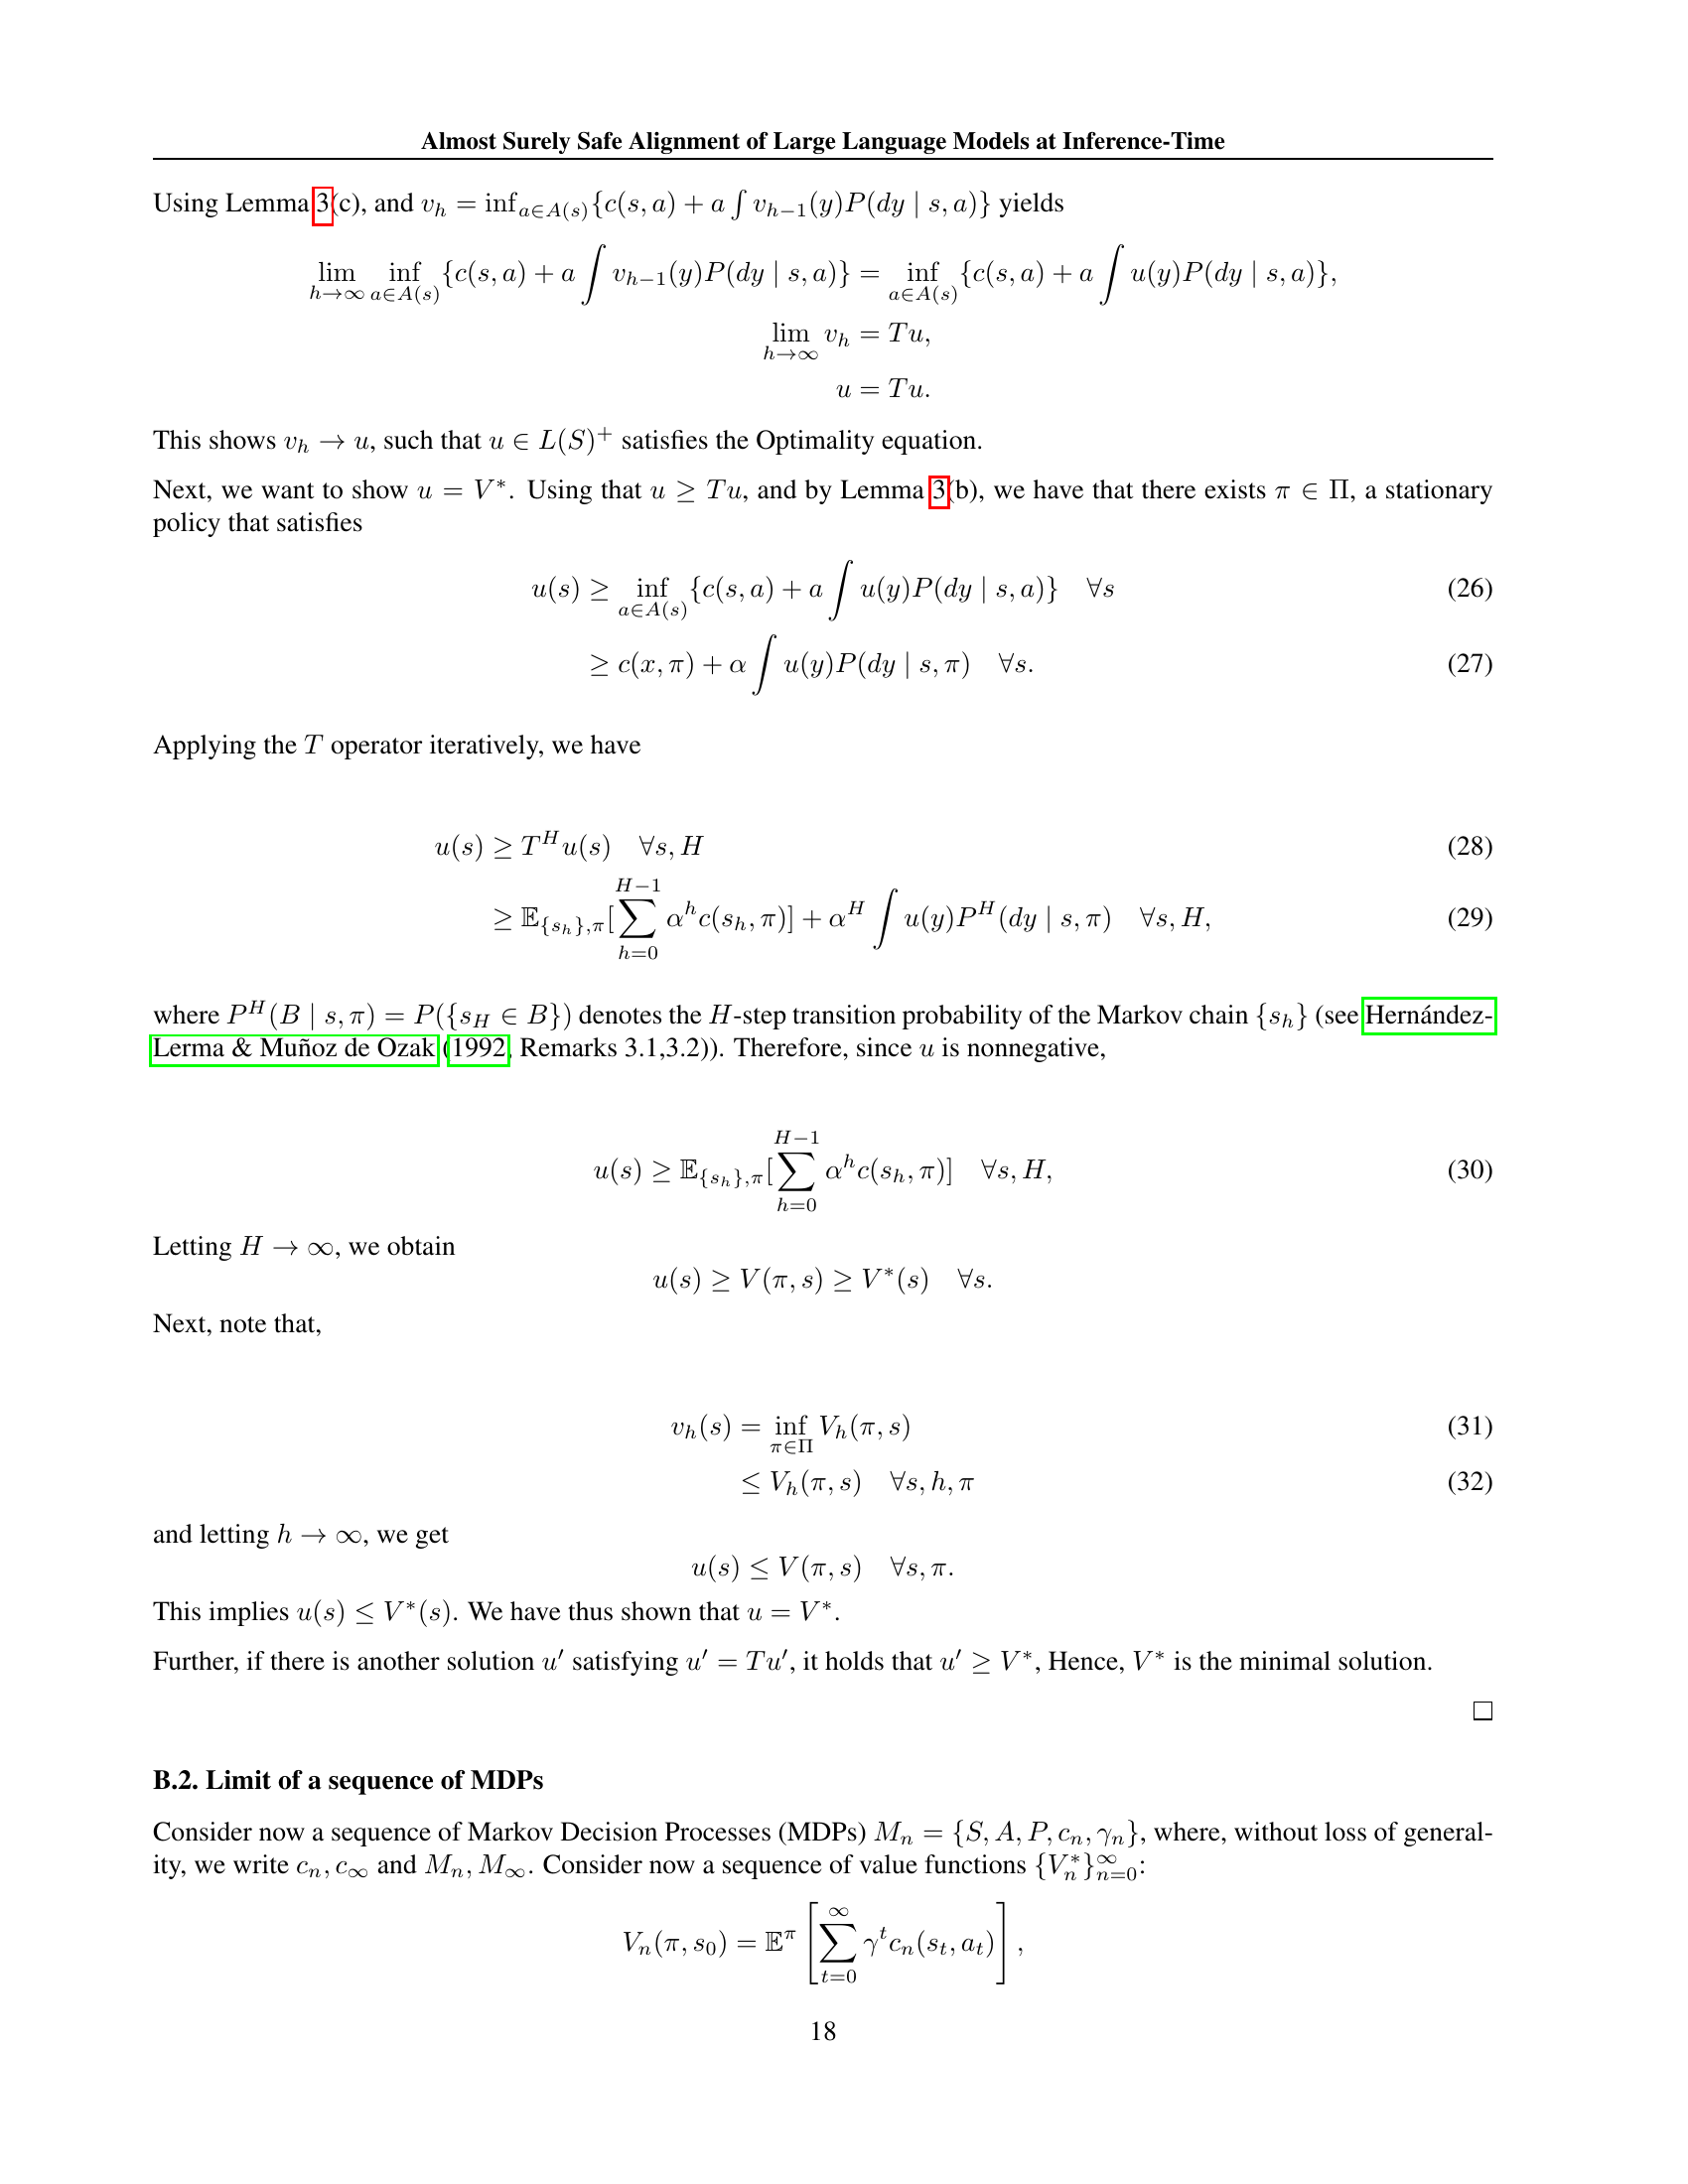 Almost Surely Safe Alignment of Large Language Models at Inference-Time
Using Lemma 3(c), and $v_h = \inf_{a \in A(s)} \{c(s, a) + a \int v_{h-1}(y) P(dy \mid s, a)\}$ yields
$\lim_{h \to \infty} \inf_{a \in A(s)} \{c(s, a) + a \int v_{h-1}(y) P(dy \mid s, a)\} = \inf_{a \in A(s)} \{c(s, a) + a \int u(y) P(dy \mid s, a)\},$
$\lim_{h \to \infty} v_h = Tu,$
$u = Tu.$
This shows $v_h \to u$, such that $u \in L(S)^+$ satisfies the Optimality equation.
Next, we want to show $u = V^*$. Using that $u \geq Tu$, and by Lemma 3(b), we have that there exists $\pi \in \Pi$, a stationary
policy that satisfies
$u(s) \geq \inf_{a \in A(s)} \{c(s, a) + a \int u(y) P(dy \mid s, a)\} \quad \forall s$ (26)
$\geq c(x, \pi) + \alpha \int u(y) P(dy \mid s, \pi) \quad \forall s.$ (27)
Applying the $T$ operator iteratively, we have
$u(s) \geq T^H u(s) \quad \forall s, H$ (28)
$\geq \mathbb{E}_{\{s_h\}, \pi} [\sum_{h=0}^{H-1} \alpha^h c(s_h, \pi)] + \alpha^H \int u(y) P^H(dy \mid s, \pi) \quad \forall s, H,$ (29)
where $P^H(B \mid s, \pi) = P(\{s_H \in B\})$ denotes the $H$-step transition probability of the Markov chain $\{s_h\}$ (see Hernández-
Lerma & Muñoz de Ozak (1992, Remarks 3.1,3.2)). Therefore, since $u$ is nonnegative,
$u(s) \geq \mathbb{E}_{\{s_h\}, \pi} [\sum_{h=0}^{H-1} \alpha^h c(s_h, \pi)] \quad \forall s, H,$ (30)
Letting $H \to \infty$, we obtain
$u(s) \geq V(\pi, s) \geq V^*(s) \quad \forall s.$
Next, note that,
$v_h(s) = \inf_{\pi \in \Pi} V_h(\pi, s)$ (31)
$\leq V_h(\pi, s) \quad \forall s, h, \pi$ (32)
and letting $h \to \infty$, we get
$u(s) \leq V(\pi, s) \quad \forall s, \pi.$
This implies $u(s) \leq V^*(s)$. We have thus shown that $u = V^*$.
Further, if there is another solution $u'$ satisfying $u' = Tu'$, it holds that $u' \geq V^*$, Hence, $V^*$ is the minimal solution.
□
B.2. Limit of a sequence of MDPs
Consider now a sequence of Markov Decision Processes (MDPs) $M_n = \{S, A, P, c_n, \gamma_n\}$, where, without loss of general-
ity, we write $c_n, c_\infty$ and $M_n, M_\infty$. Consider now a sequence of value functions $\{V_n^*\}_{n=0}^\infty$:
$V_n(\pi, s_0) = \mathbb{E}^\pi \left[ \sum_{t=0}^\infty \gamma^t c_n(s_t, a_t) \right],$
18